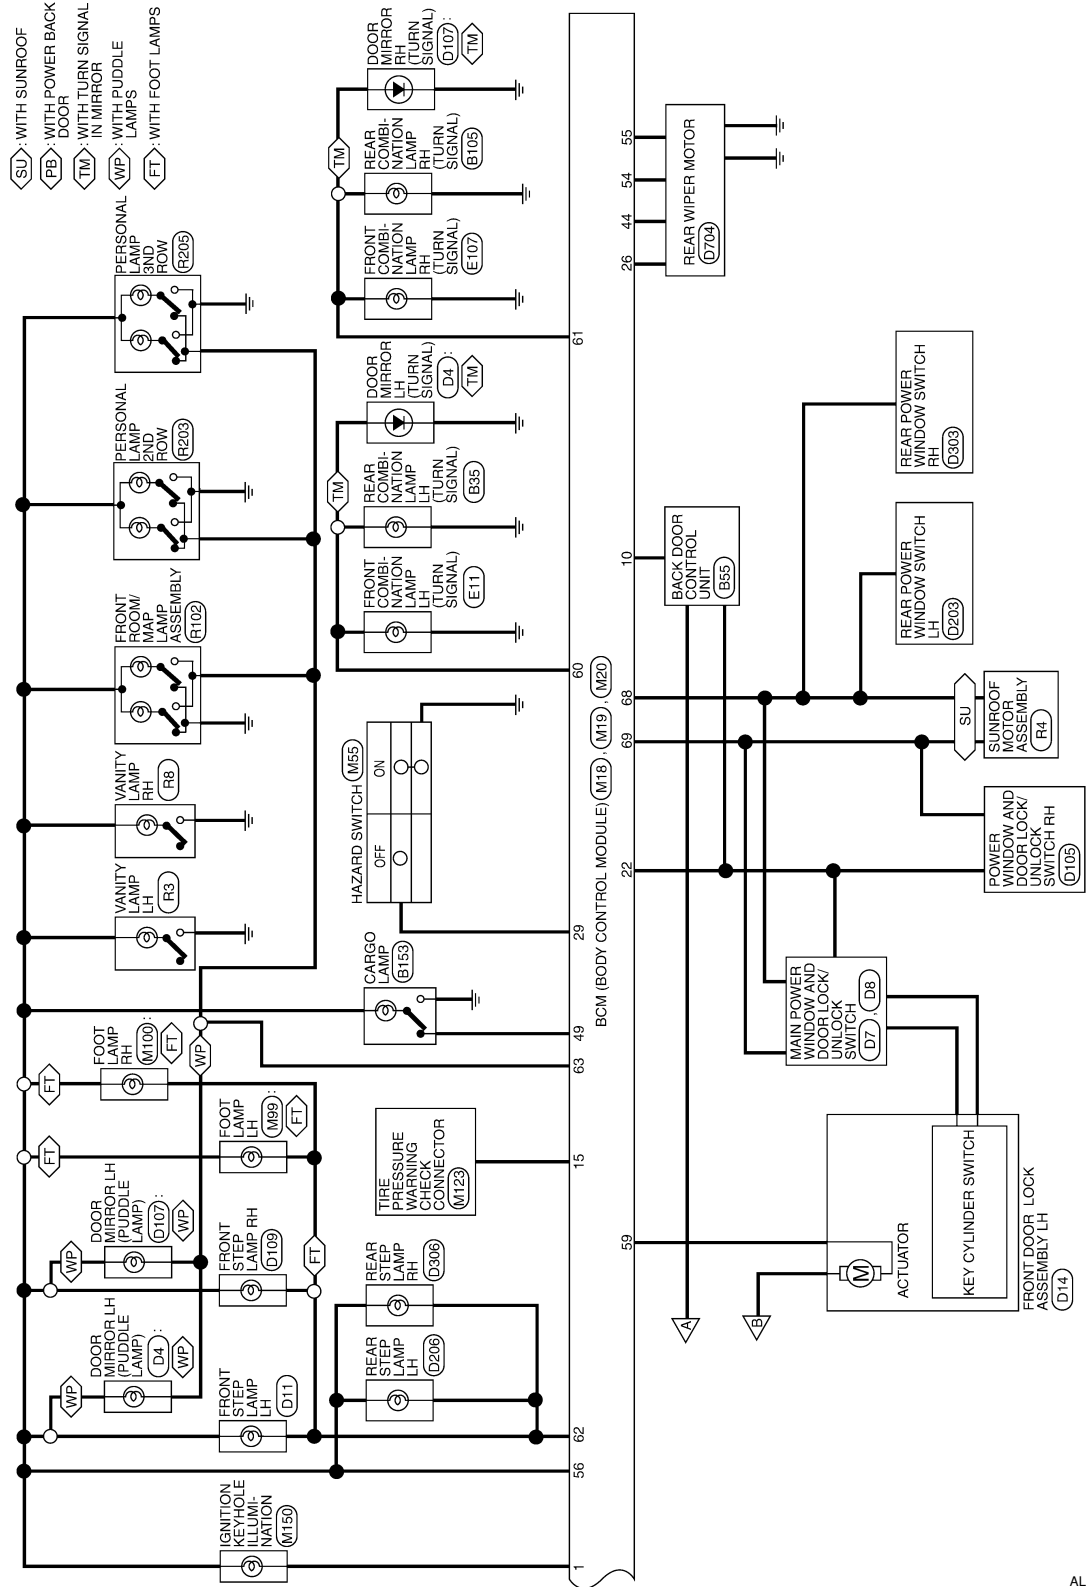 SU : WITH SUNROOF
PB : WITH POWER BACK
DOOR
TM : WITH TURN SIGNAL
IN MIRROR
WP : WITH PUDDLE
LAMPS
FT : WITH FOOT LAMPS
IGNITION
KEYHOLE
ILLUMI-
NATION
M150
DOOR
MIRROR LH
(PUDDLE
LAMP)
D4 :
WP
WP
FRONT
STEP
LAMP
LH
D11
DOOR
MIRROR LH
(PUDDLE
LAMP)
D107 :
WP
WP
FRONT
STEP
LAMP RH
D109
FT
FT
FOOT
LAMP
LH
M99 :
FT
FT
FOOT
LAMP
RH
M100 :
FT
WP
VANITY
LAMP
LH
R3
VANITY
LAMP
RH
R8
FRONT
ROOM/
MAP
LAMP
ASSEMBLY
R102
PERSONAL
LAMP
2ND
ROW
R203
PERSONAL
LAMP
3ND
ROW
R205
REAR
STEP
LAMP
LH
D206
REAR
STEP
LAMP
RH
D306
TIRE
PRESSURE
WARNING
CHECK
CONNECTOR
M123
CARGO
LAMP
B153
HAZARD SWITCH M55
OFF
ON
FRONT
COMBI-
NATION
LAMP
LH
(TURN
SIGNAL)
E11
REAR
COMBI-
NATION
LAMP
LH
(TURN
SIGNAL)
B35
TM
DOOR
MIRROR
LH
(TURN
SIGNAL)
D4 :
TM
FRONT
COMBI-
NATION
LAMP
RH
(TURN
SIGNAL)
E107
REAR
COMBI-
NATION
LAMP
RH
(TURN
SIGNAL)
B105
TM
DOOR
MIRROR
RH
(TURN
SIGNAL)
D107 :
TM
1
56
62
15
63
49
29
60
61
BCM (BODY CONTROL MODULE) M18 , M19 , M20
59
22
69
68
10
26
44
54
55
A
B
M
ACTUATOR
KEY CYLINDER SWITCH
FRONT DOOR LOCK
ASSEMBLY LH
D14
MAIN POWER
WINDOW AND
DOOR LOCK/
UNLOCK
SWITCH
D7 , D8
POWER
WINDOW AND
DOOR LOCK/
UNLOCK
SWITCH RH
D105
SU
SUNROOF
MOTOR
ASSEMBLY
R4
BACK DOOR
CONTROL
UNIT
B55
REAR POWER
WINDOW SWITCH
LH
D203
REAR POWER
WINDOW SWITCH
RH
D303
REAR WIPER MOTOR
D704
AL